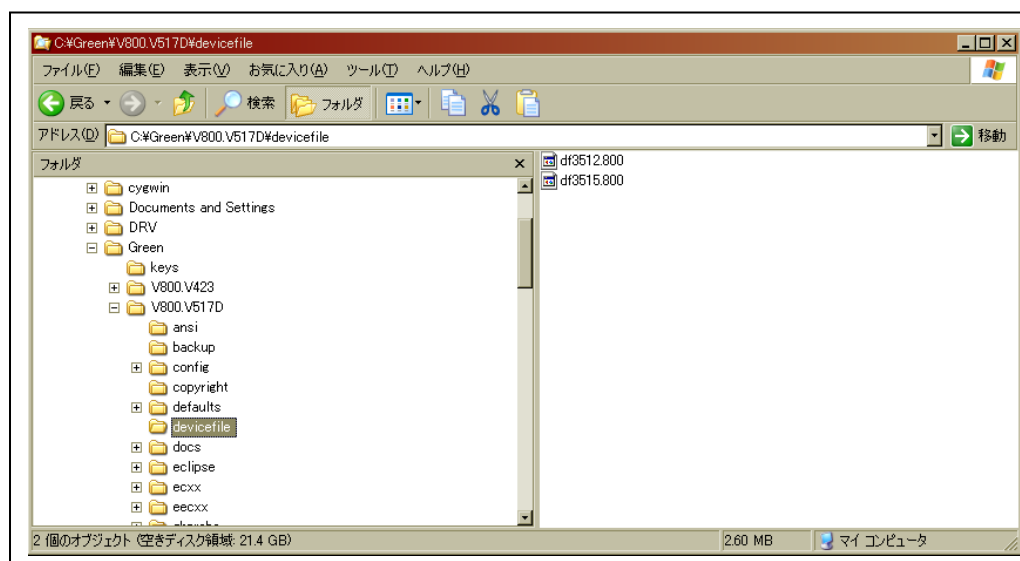 C:¥Green¥V800.V517D¥devicefile
ファイル(F) 編集(E) 表示(V) お気に入り(A) ツール(T) ヘルプ(H)
戻る 検索 フォルダ
アドレス(D) C:¥Green¥V800.V517D¥devicefile 移動
フォルダ
cygwin
Documents and Settings
DRV
Green
keys
V800.V423
V800.V517D
ansi
backup
config
copyright
defaults
devicefile
docs
eclipse
ecxx
eecxx
df3512.800
df3515.800
2 個のオブジェクト (空きディスク領域: 21.4 GB) 2.60 MB マイ コンピュータ